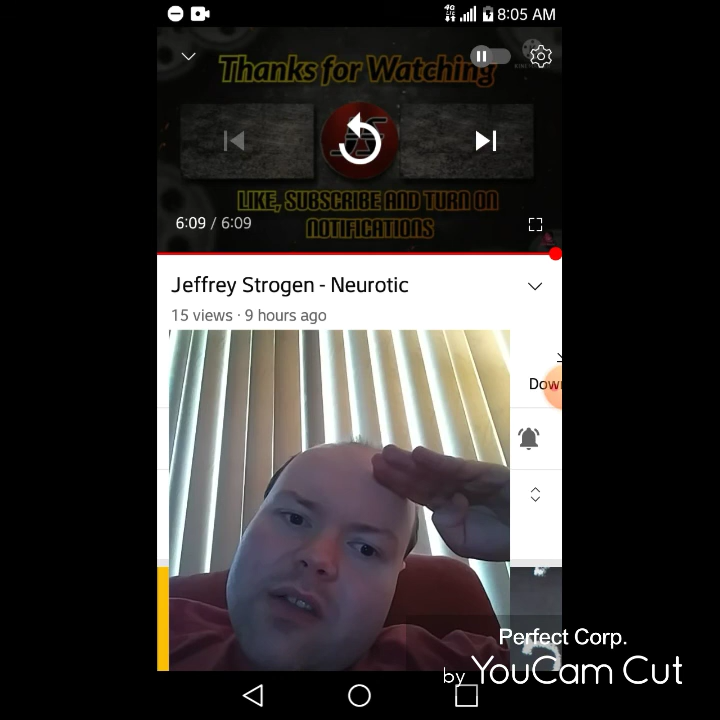 8:05 AM
Thanks for Watching
LIKE, SUBSCRIBE AND TURN ON
NOTIFICATIONS
6:09 / 6:09
Jeffrey Strogen - Neurotic
15 views · 9 hours ago
Perfect Corp.
by YouCam Cut